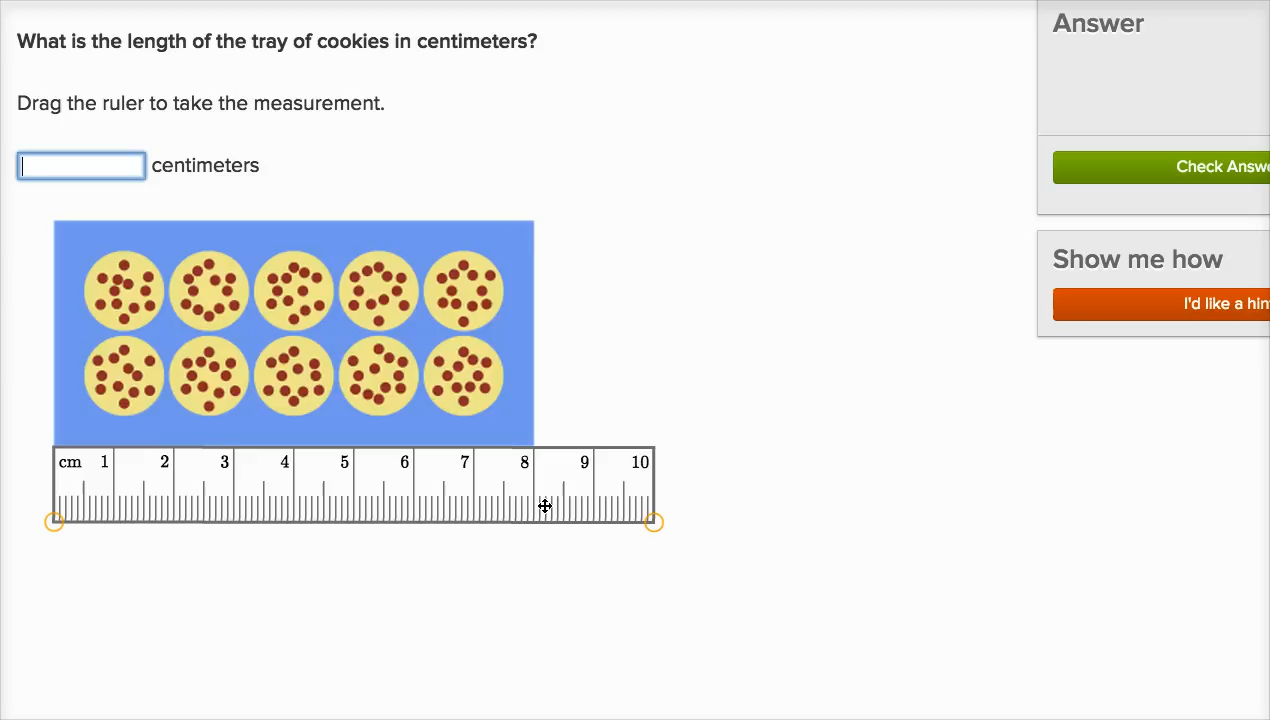 What is the length of the tray of cookies in centimeters?
Drag the ruler to take the measurement.
centimeters
cm 1 2 3 4 5 6 7 8 9 10
Answer
Check Answe
Show me how
I'd like a hin